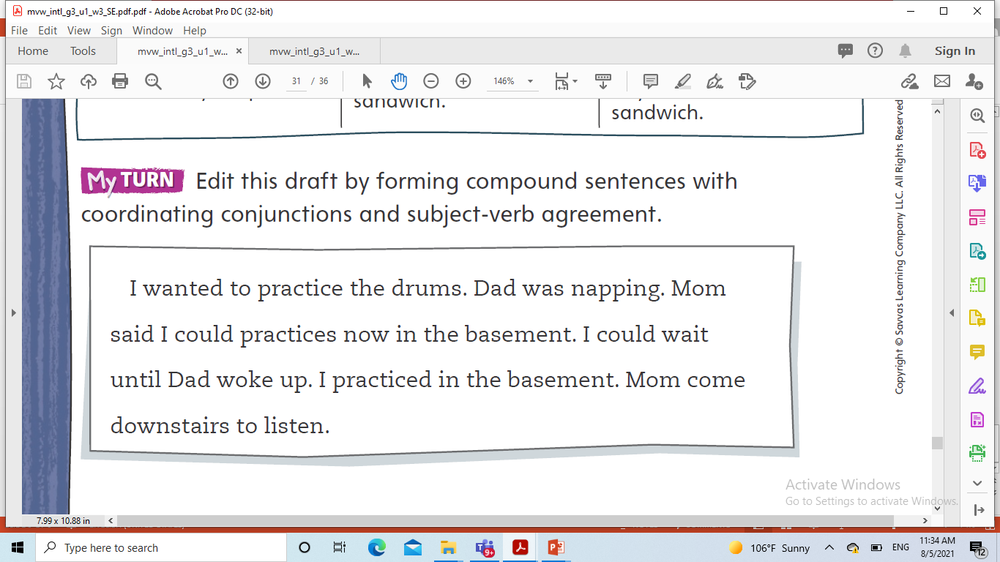 mvw_intl_g3_u1_w3_SE.pdf.pdf - Adobe Acrobat Pro DC (32-bit)
File Edit View Sign Window Help
Home Tools mvw_intl_g3_u1_w... × mvw_intl_g3_u1_w... Sign In
31 / 36 146%
sandwich.
sandwich.
My TURN Edit this draft by forming compound sentences with
coordinating conjunctions and subject-verb agreement.
I wanted to practice the drums. Dad was napping. Mom
said I could practices now in the basement. I could wait
until Dad woke up. I practiced in the basement. Mom come
downstairs to listen.
Copyright © Savvas Learning Company LLC. All Rights Reserved
Activate Windows
Go to Settings to activate Windows.
7.99 x 10.88 in
Type here to search
9+
106°F Sunny
ENG
11:34 AM
8/5/2021
12